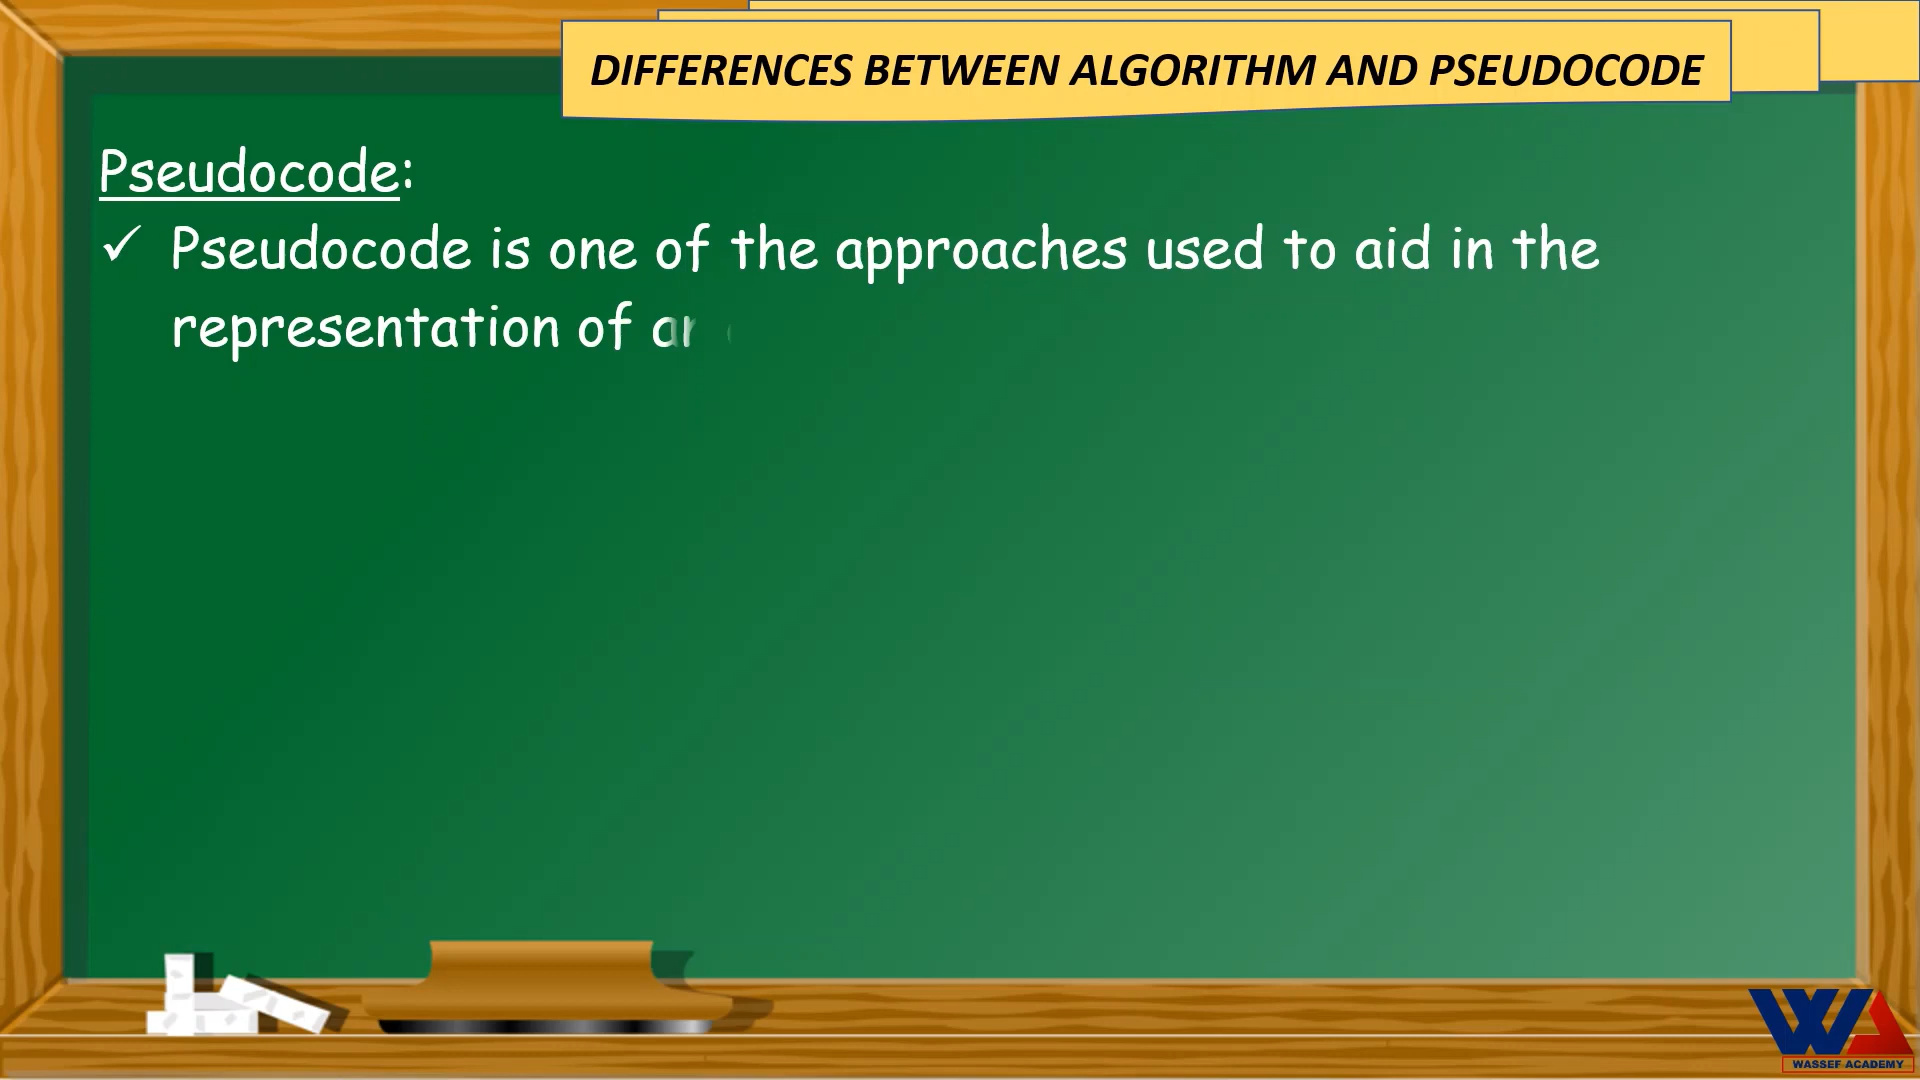 DIFFERENCES BETWEEN ALGORITHM AND PSEUDOCODE
Pseudocode:
✓ Pseudocode is one of the approaches used to aid in the
representation of
WASSEF ACADEMY